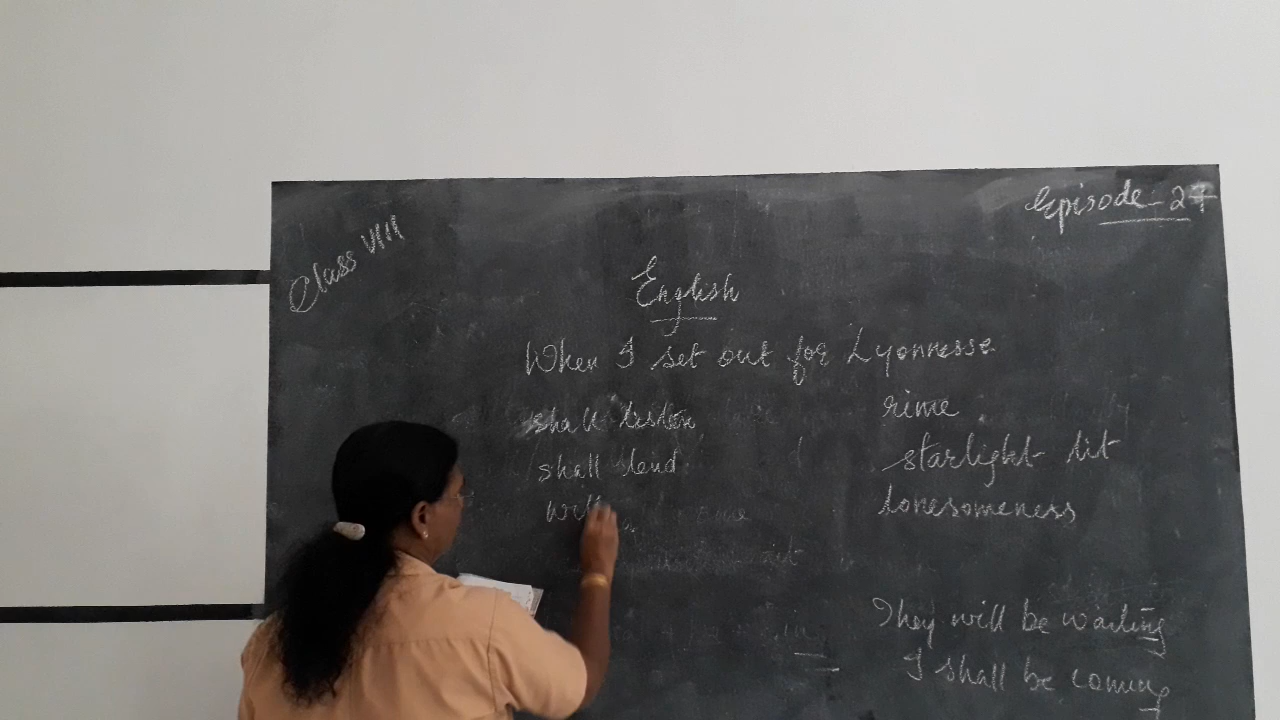 Episode - 27
Class VIII
English
When I set out for Lyonnesse
shall listen
shall lend
will
rime
starlight lit
lonesomeness
They will be waiting
I shall be coming